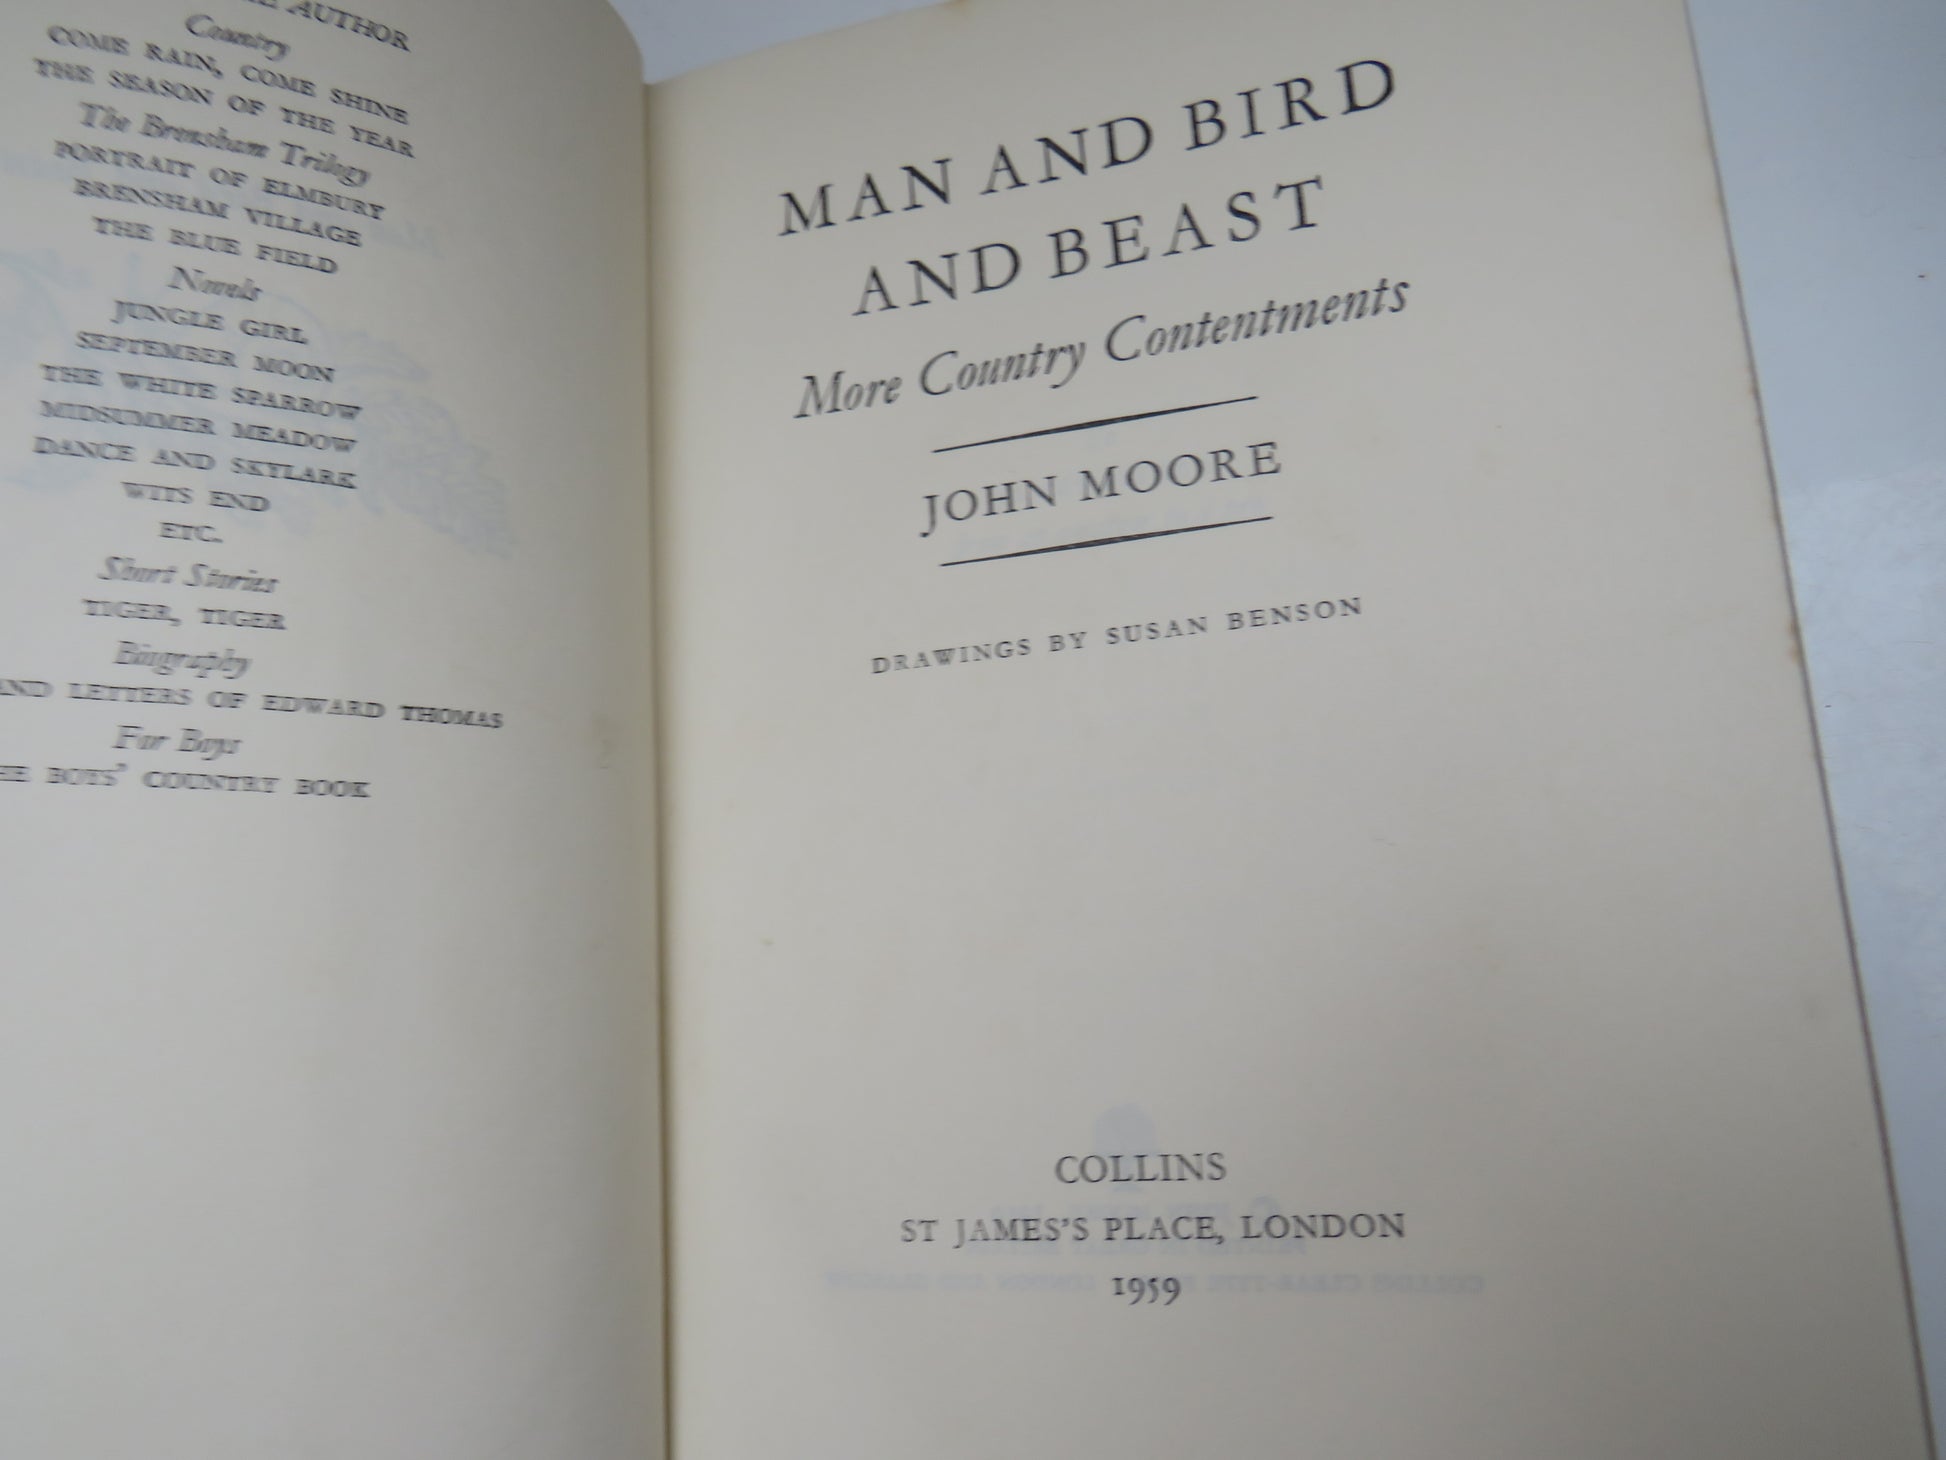 AUTHOR
Country
COME RAIN, COME SHINE
THE SEASON OF THE YEAR
The Brensham Trilogy
PORTRAIT OF ELMBURY
BRENSHAM VILLAGE
THE BLUE FIELD
Novels
JUNGLE GIRL
SEPTEMBER MOON
THE WHITE SPARROW
MIDSUMMER MEADOW
DANCE AND SKYLARK
WITS END
ETC.
Short Stories
TIGER, TIGER
Biography
AND LETTERS OF EDWARD THOMAS
For Boys
HE BOYS' COUNTRY BOOK
MAN AND BIRD
AND BEAST
More Country Contentments
JOHN MOORE
DRAWINGS BY SUSAN BENSON
COLLINS
ST JAMES'S PLACE, LONDON
1959